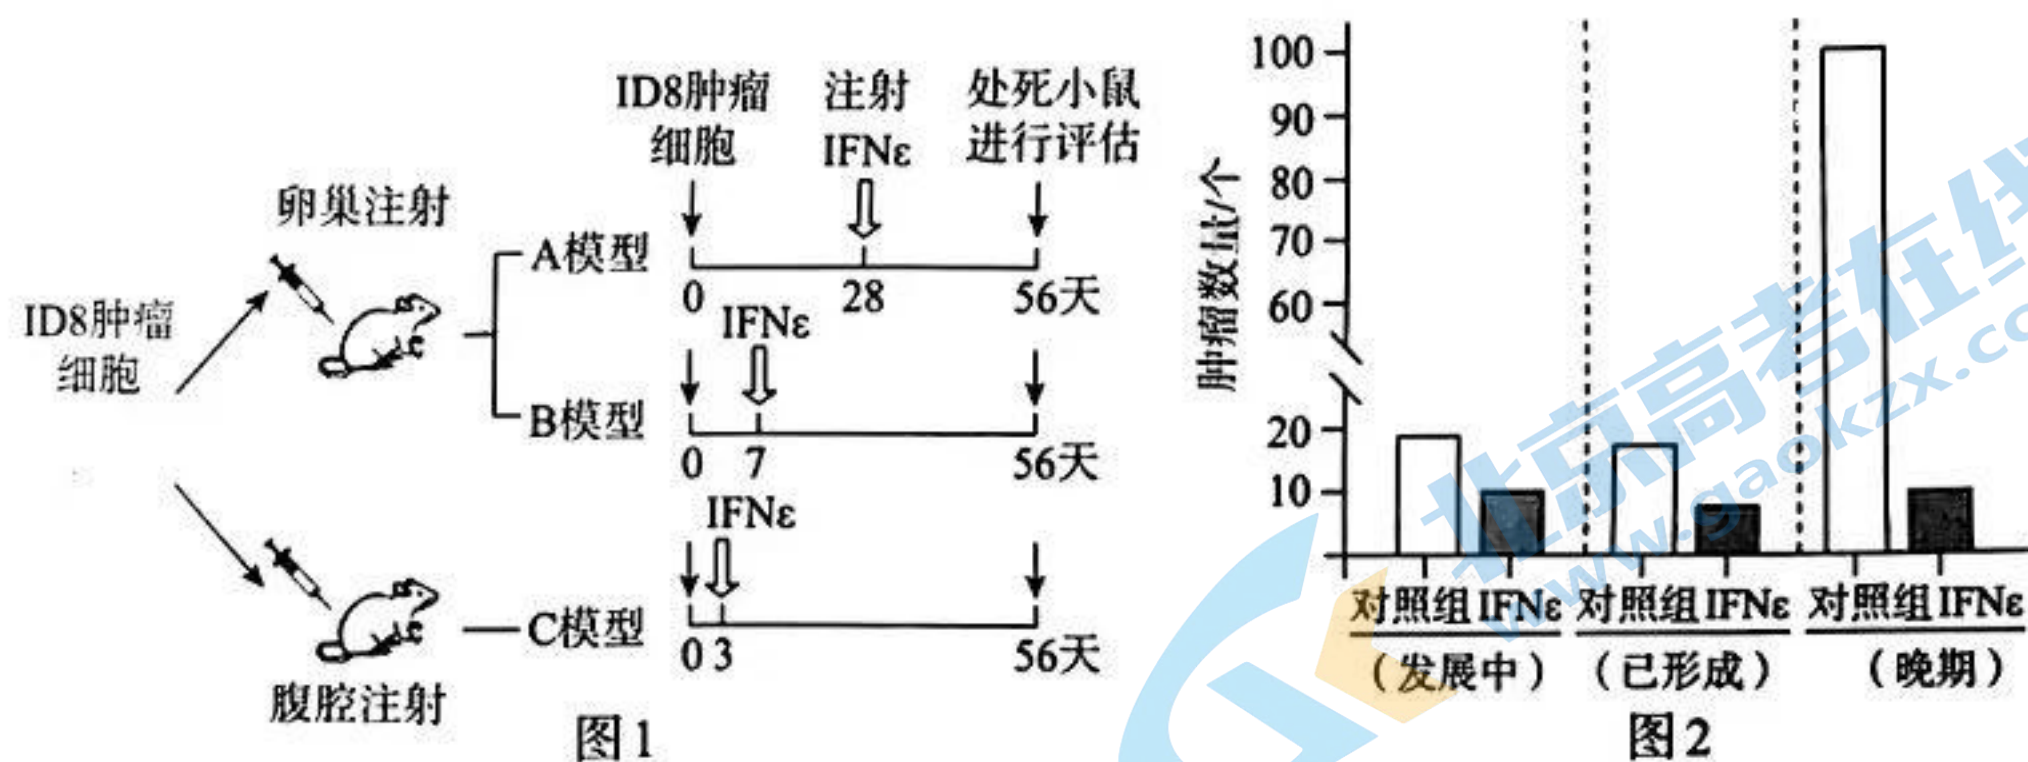 ID8肿瘤
细胞
卵巢注射
腹腔注射
A模型
B模型
C模型
ID8肿瘤
细胞
注射
IFNε
处死小鼠
进行评估
0 28 56天
IFNε
0 7 56天
IFNε
0 3 56天
图1
肿瘤数量/个
100
90
80
70
60
20
10
对照组 IFNε 对照组 IFNε 对照组 IFNε
（发展中） （已形成） （晚期）
图2
北京高考在线
www.gaokzx.co